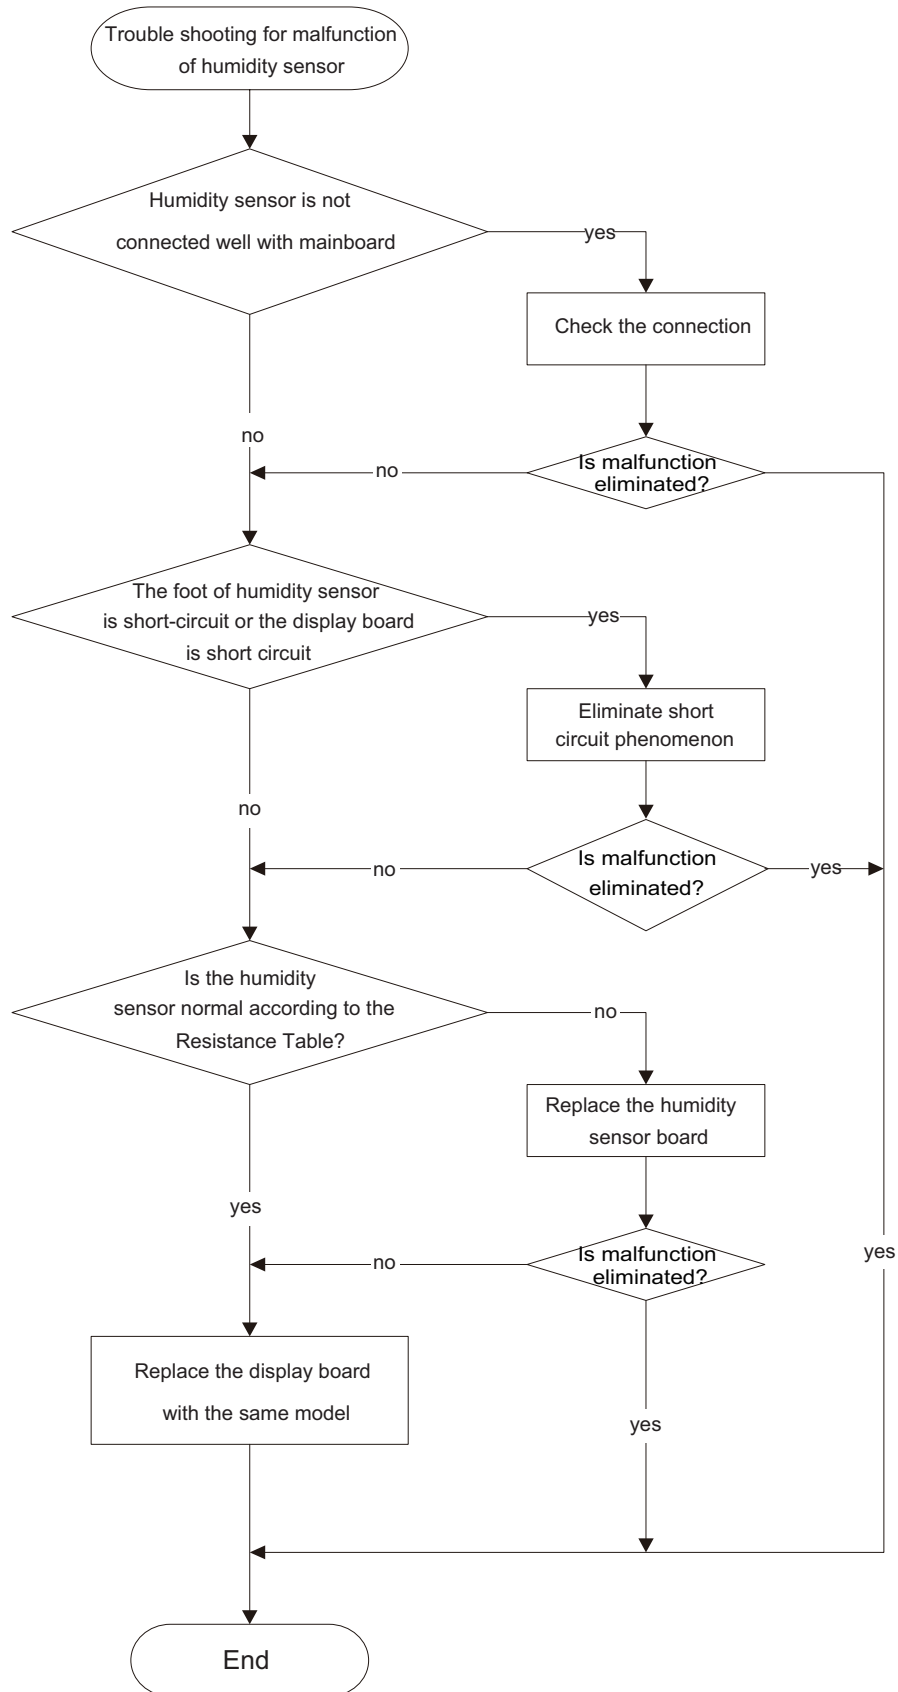 Trouble shooting for malfunction
of humidity sensor
Humidity sensor is not
connected well with mainboard
yes
Check the connection
no
no
Is malfunction
eliminated?
The foot of humidity sensor
is short-circuit or the display board
is short circuit
yes
Eliminate short
circuit phenomenon
no
no
Is malfunction
eliminated?
yes
Is the humidity
sensor normal according to the
Resistance Table?
no
Replace the humidity
sensor board
yes
no
Is malfunction
eliminated?
yes
Replace the display board
with the same model
yes
End